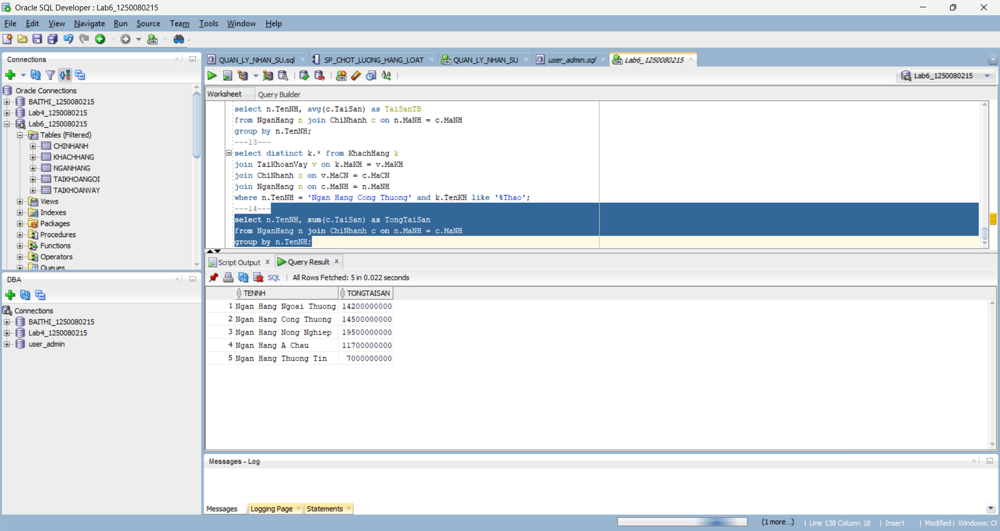 Oracle SQL Developer : Lab6_1250080215
File Edit View Navigate Run Source Team Tools Window Help
Connections
Oracle Connections
BAITHI_1250080215
Lab4_1250080215
Lab6_1250080215
Tables (Filtered)
CHINHANH
KHACHHANG
NGANHANG
TAIKHOANGOI
TAIKHOANVAY
Views
Indexes
Packages
Procedures
Functions
Operators
Queues
DBA
Connections
BAITHI_1250080215
Lab4_1250080215
user_admin
QUAN_LY_NHAN_SU.sql SP_CHOT_LUONG_HANG_LOAT QUAN_LY_NHAN_SU user_admin.sql Lab6_1250080215
Lab6_1250080215
Worksheet Query Builder
select n.TenNH, avg(c.TaiSan) as TaiSanTB
from NganHang n join ChiNhanh c on n.MaNH = c.MaNH
group by n.TenNH;
---13---
select distinct k.* from KhachHang k
join TaiKhoanVay v on k.MaKH = v.MaKH
join ChiNhanh c on v.MaCN = c.MaCN
join NganHang n on c.MaNH = n.MaNH
where n.TenNH = 'Ngan Hang Cong Thuong' and k.TenKH like '%Thao';
---14---
select n.TenNH, sum(c.TaiSan) as TongTaiSan
from NganHang n join ChiNhanh c on n.MaNH = c.MaNH
group by n.TenNH;
Script Output Query Result
SQL All Rows Fetched: 5 in 0.022 seconds
TENNH TONGTAISAN
1 Ngan Hang Ngoai Thuong 14200000000
2 Ngan Hang Cong Thuong 14500000000
3 Ngan Hang Nong Nghiep 19500000000
4 Ngan Hang A Chau 11700000000
5 Ngan Hang Thuong Tin 7000000000
Messages - Log
Messages Logging Page Statements
(1 more...) Line 138 Column 18 Insert Modified Windows: